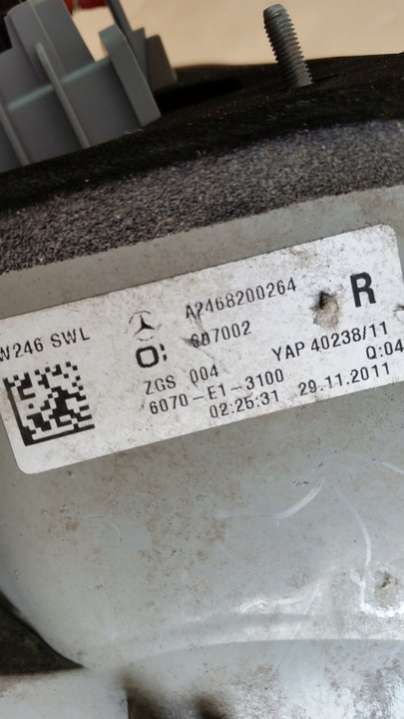 W246 SWL
A2468200264
R
607002
ZGS 004
YAP 40238/11
6070-E1-3100
Q:04
02:25:31 29.11.2011